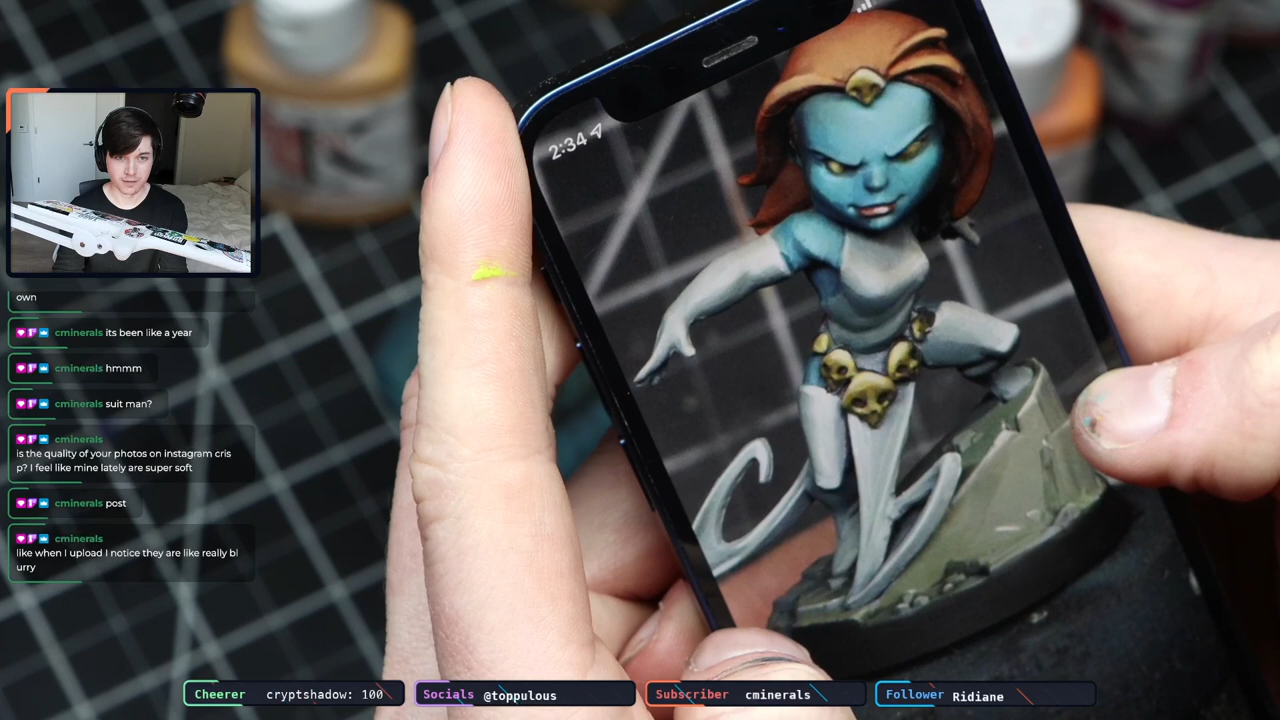 2:34
own
cminerals its been like a year
cminerals hmmm
cminerals suit man?
cminerals
is the quality of your photos on instagram cris
p? I feel like mine lately are super soft
cminerals post
cminerals
like when I upload I notice they are like really bl
urry
Cheerer cryptshadow: 100
Socials @toppulous
Subscriber cminerals
Follower Ridiane